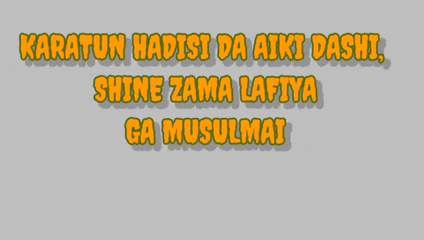 KARATUN HADISI DA AIKI DASHI,
SHINE ZAMA LAFIYA
GA MUSULMAI